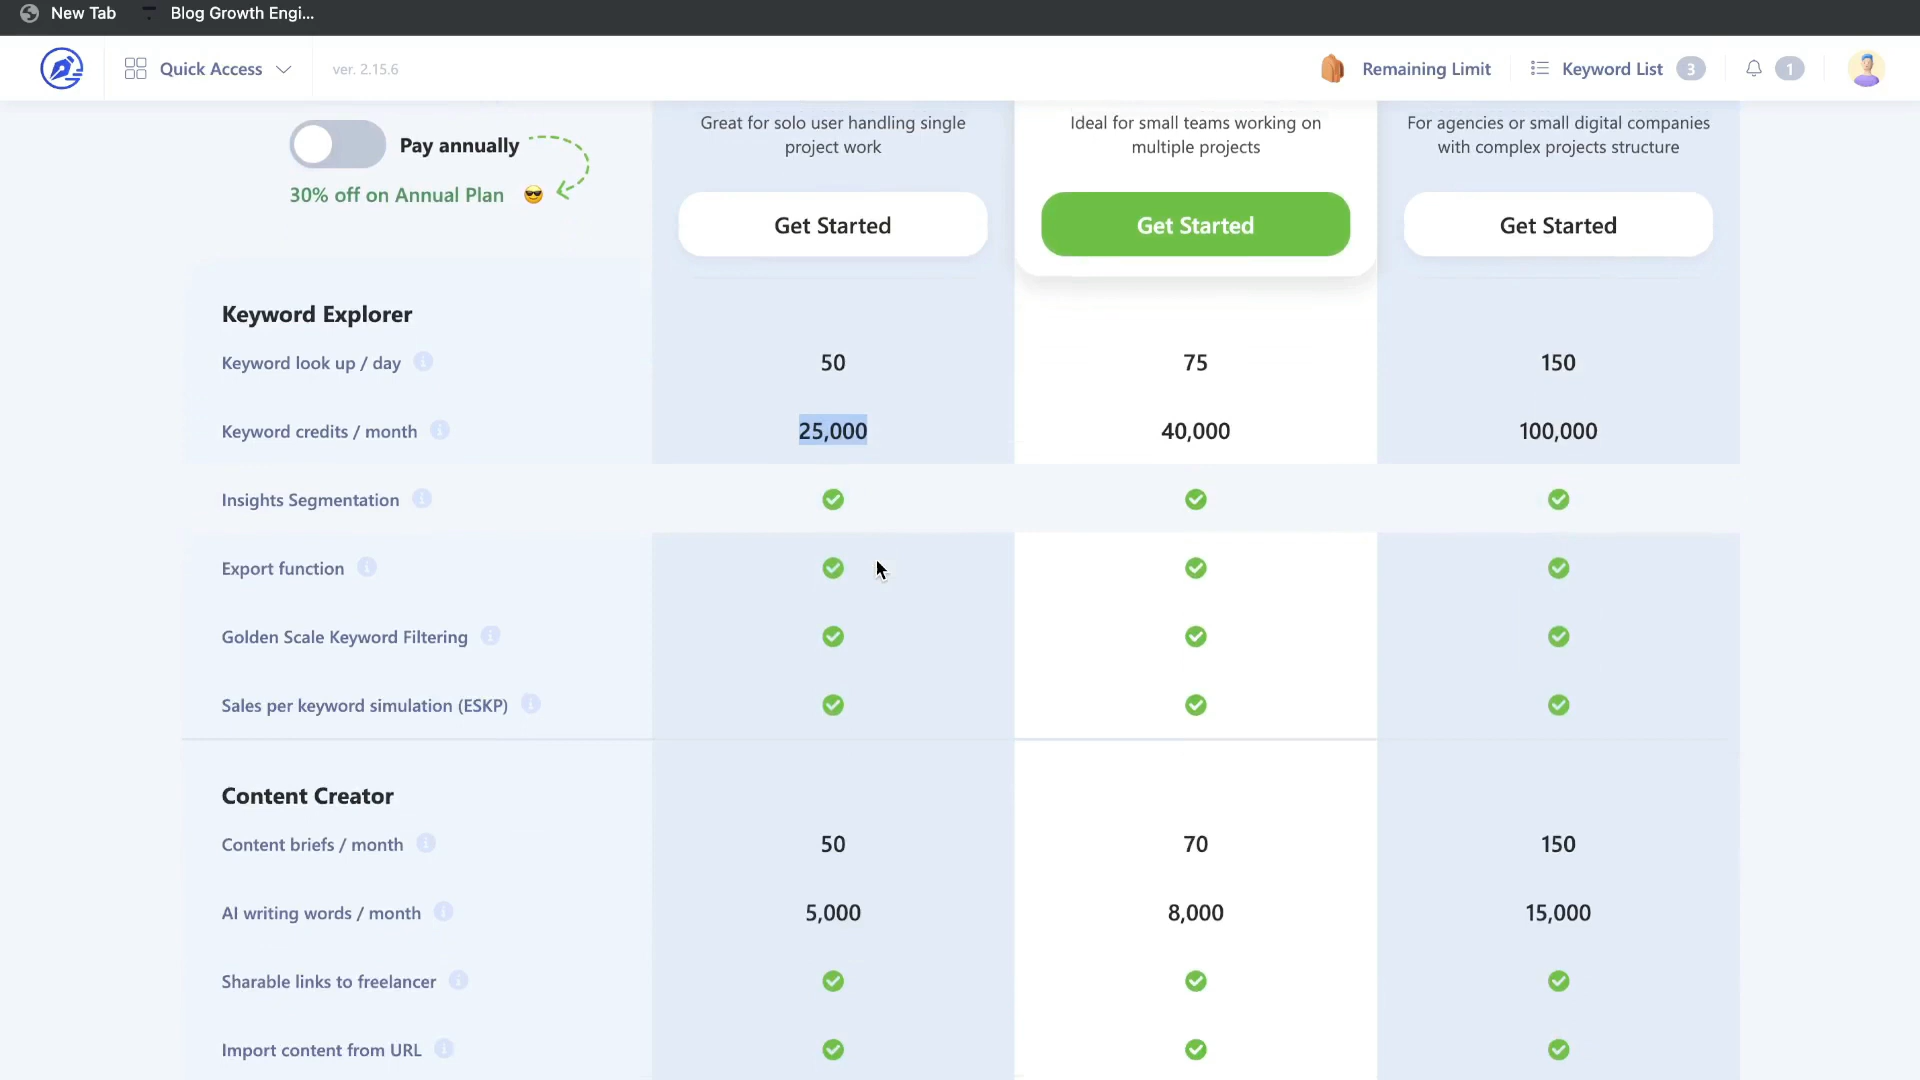 New Tab
Blog Growth Engi...
Quick Access
ver. 2.15.6
Remaining Limit
Keyword List 3
1
Pay annually
30% off on Annual Plan
Great for solo user handling single
project work
Ideal for small teams working on
multiple projects
For agencies or small digital companies
with complex projects structure
Get Started
Get Started
Get Started
Keyword Explorer
Keyword look up / day 50 75 150
Keyword credits / month 25,000 40,000 100,000
Insights Segmentation
Export function
Golden Scale Keyword Filtering
Sales per keyword simulation (ESKP)
Content Creator
Content briefs / month 50 70 150
AI writing words / month 5,000 8,000 15,000
Sharable links to freelancer
Import content from URL